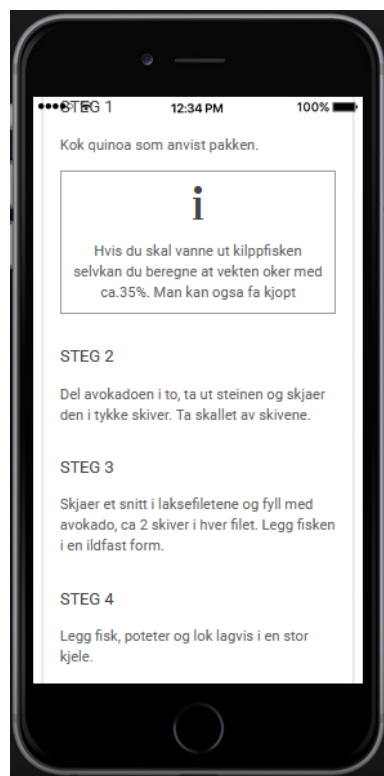 STEG 1
12:34 PM
100%
Kok quinoa som anvist pakken.
i
Hvis du skal vanne ut kilppfisken
selvkan du beregne at vekten oker med
ca.35%. Man kan ogsa fa kjopt
STEG 2
Del avokadoen i to, ta ut steinen og skjaer
den i tykke skiver. Ta skallet av skivene.
STEG 3
Skjaer et snitt i laksefiletene og fyll med
avokado, ca 2 skiver i hver filet. Legg fisken
i en ildfast form.
STEG 4
Legg fisk, poteter og lok lagvis i en stor
kjele.